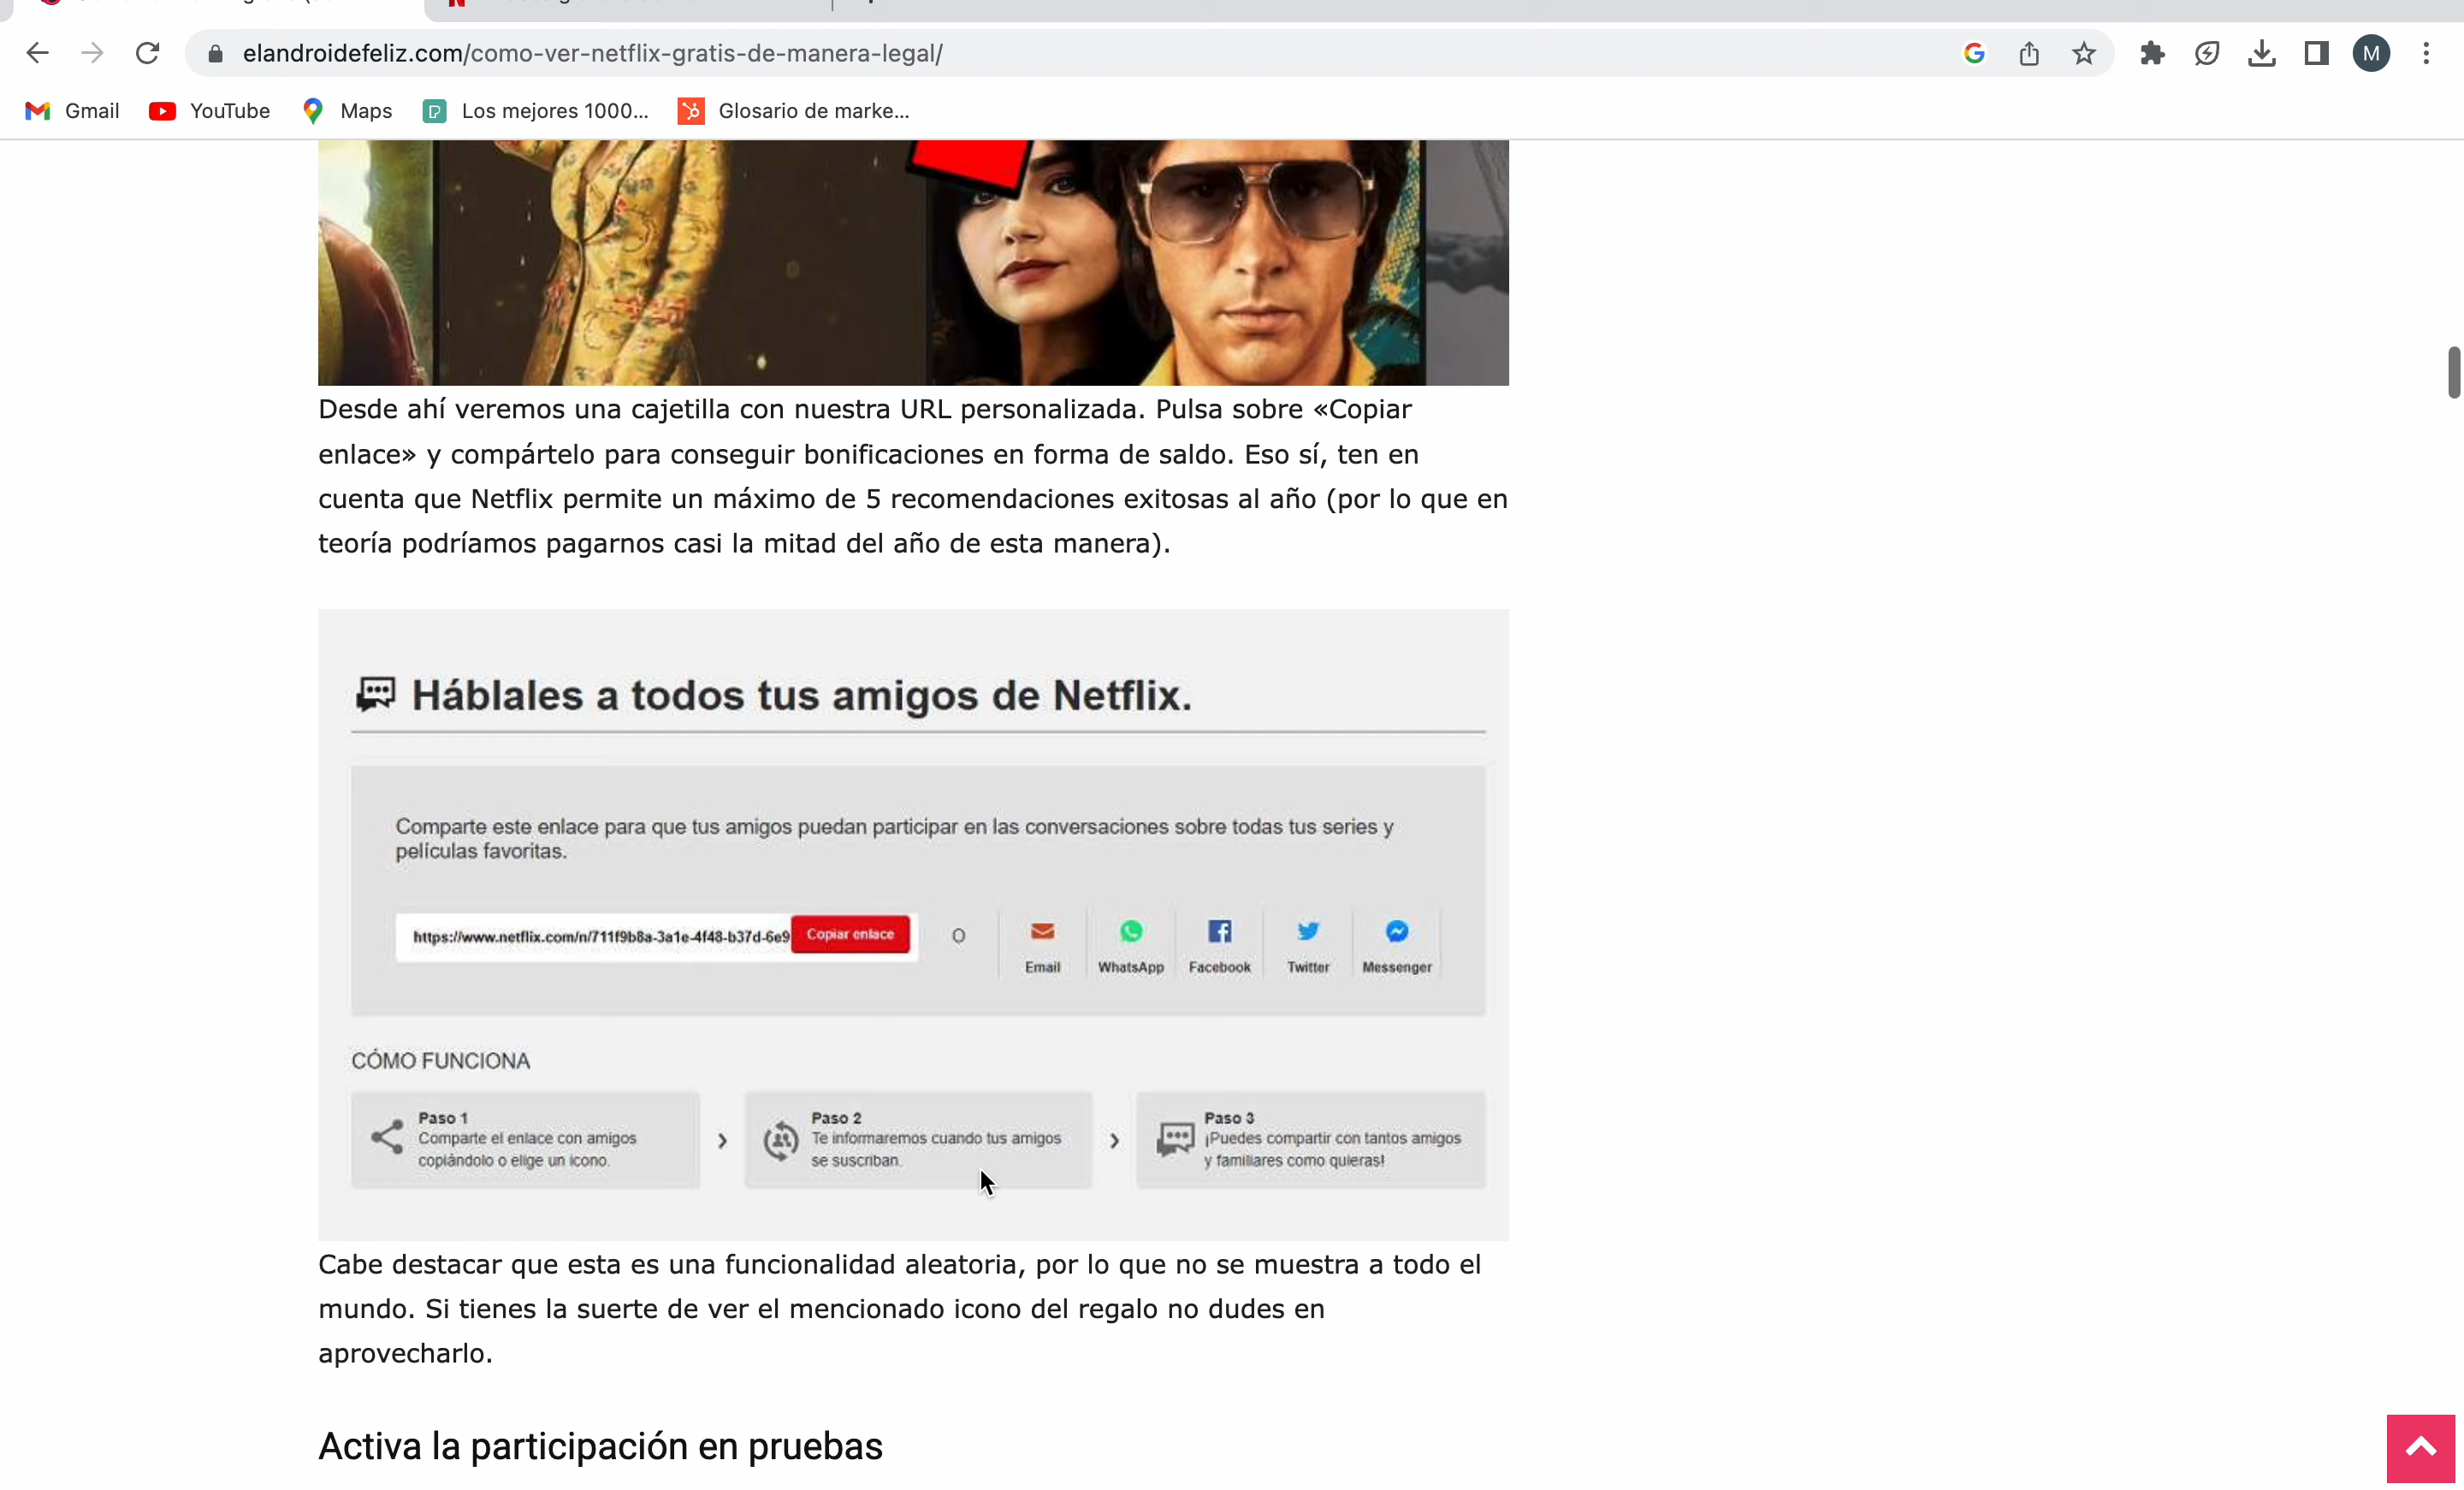 elandroidefeliz.com/como-ver-netflix-gratis-de-manera-legal/
M
Gmail
YouTube
Maps
Los mejores 1000...
Glosario de marke...
Desde ahí veremos una cajetilla con nuestra URL personalizada. Pulsa sobre «Copiar
enlace» y compártelo para conseguir bonificaciones en forma de saldo. Eso sí, ten en
cuenta que Netflix permite un máximo de 5 recomendaciones exitosas al año (por lo que en
teoría podríamos pagarnos casi la mitad del año de esta manera).
Háblales a todos tus amigos de Netflix.
Comparte este enlace para que tus amigos puedan participar en las conversaciones sobre todas tus series y
películas favoritas.
https://www.netflix.com/n/711f9b8a-3a1e-4f48-b37d-6e9
Copiar enlace
O
Email
WhatsApp
Facebook
Twitter
Messenger
CÓMO FUNCIONA
Paso 1
Comparte el enlace con amigos
copiándolo o elige un icono.
Paso 2
Te informaremos cuando tus amigos
se suscriban.
Paso 3
¡Puedes compartir con tantos amigos
y familiares como quieras!
Cabe destacar que esta es una funcionalidad aleatoria, por lo que no se muestra a todo el
mundo. Si tienes la suerte de ver el mencionado icono del regalo no dudes en
aprovecharlo.
Activa la participación en pruebas